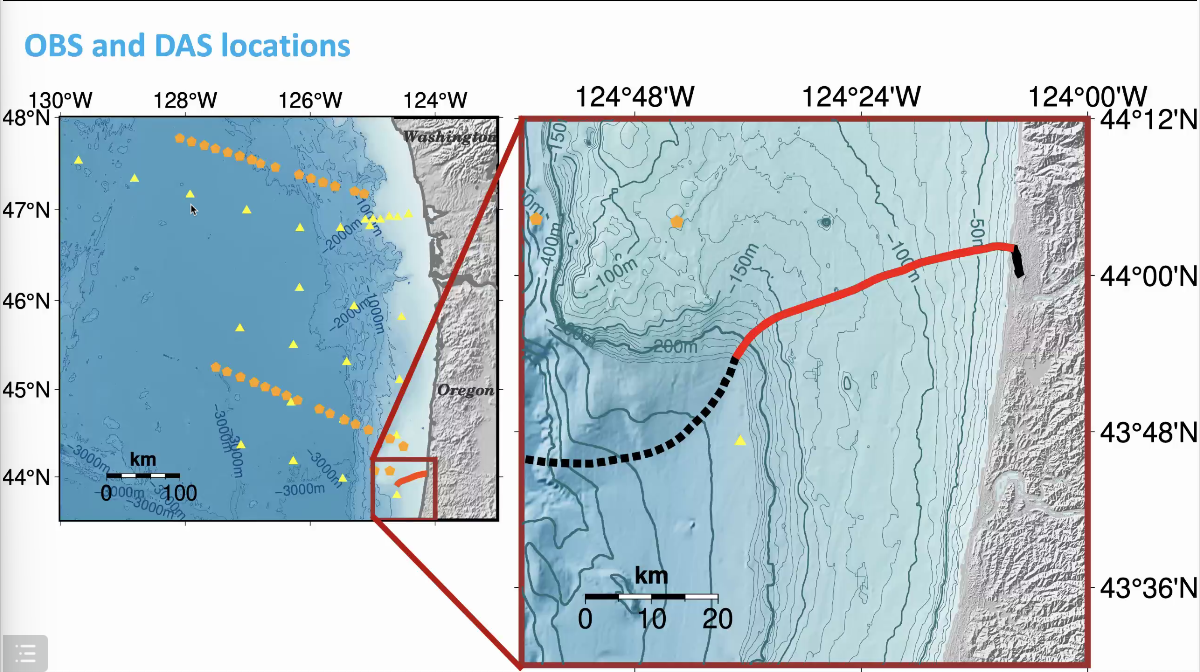 OBS and DAS locations
130°W 128°W 126°W 124°W
48°N
47°N
46°N
45°N
44°N
Washington
Oregon
−2000m
−2000m
−1000m
−3000m
−3000m
−3000m
−3000m
−3000m
−3000m
−3000m
km
0 100
124°48'W 124°24'W 124°00'W
44°12'N
44°00'N
43°48'N
43°36'N
−150
400m
−100m
−150m
−100m
−50m
−200m
km
0 10 20